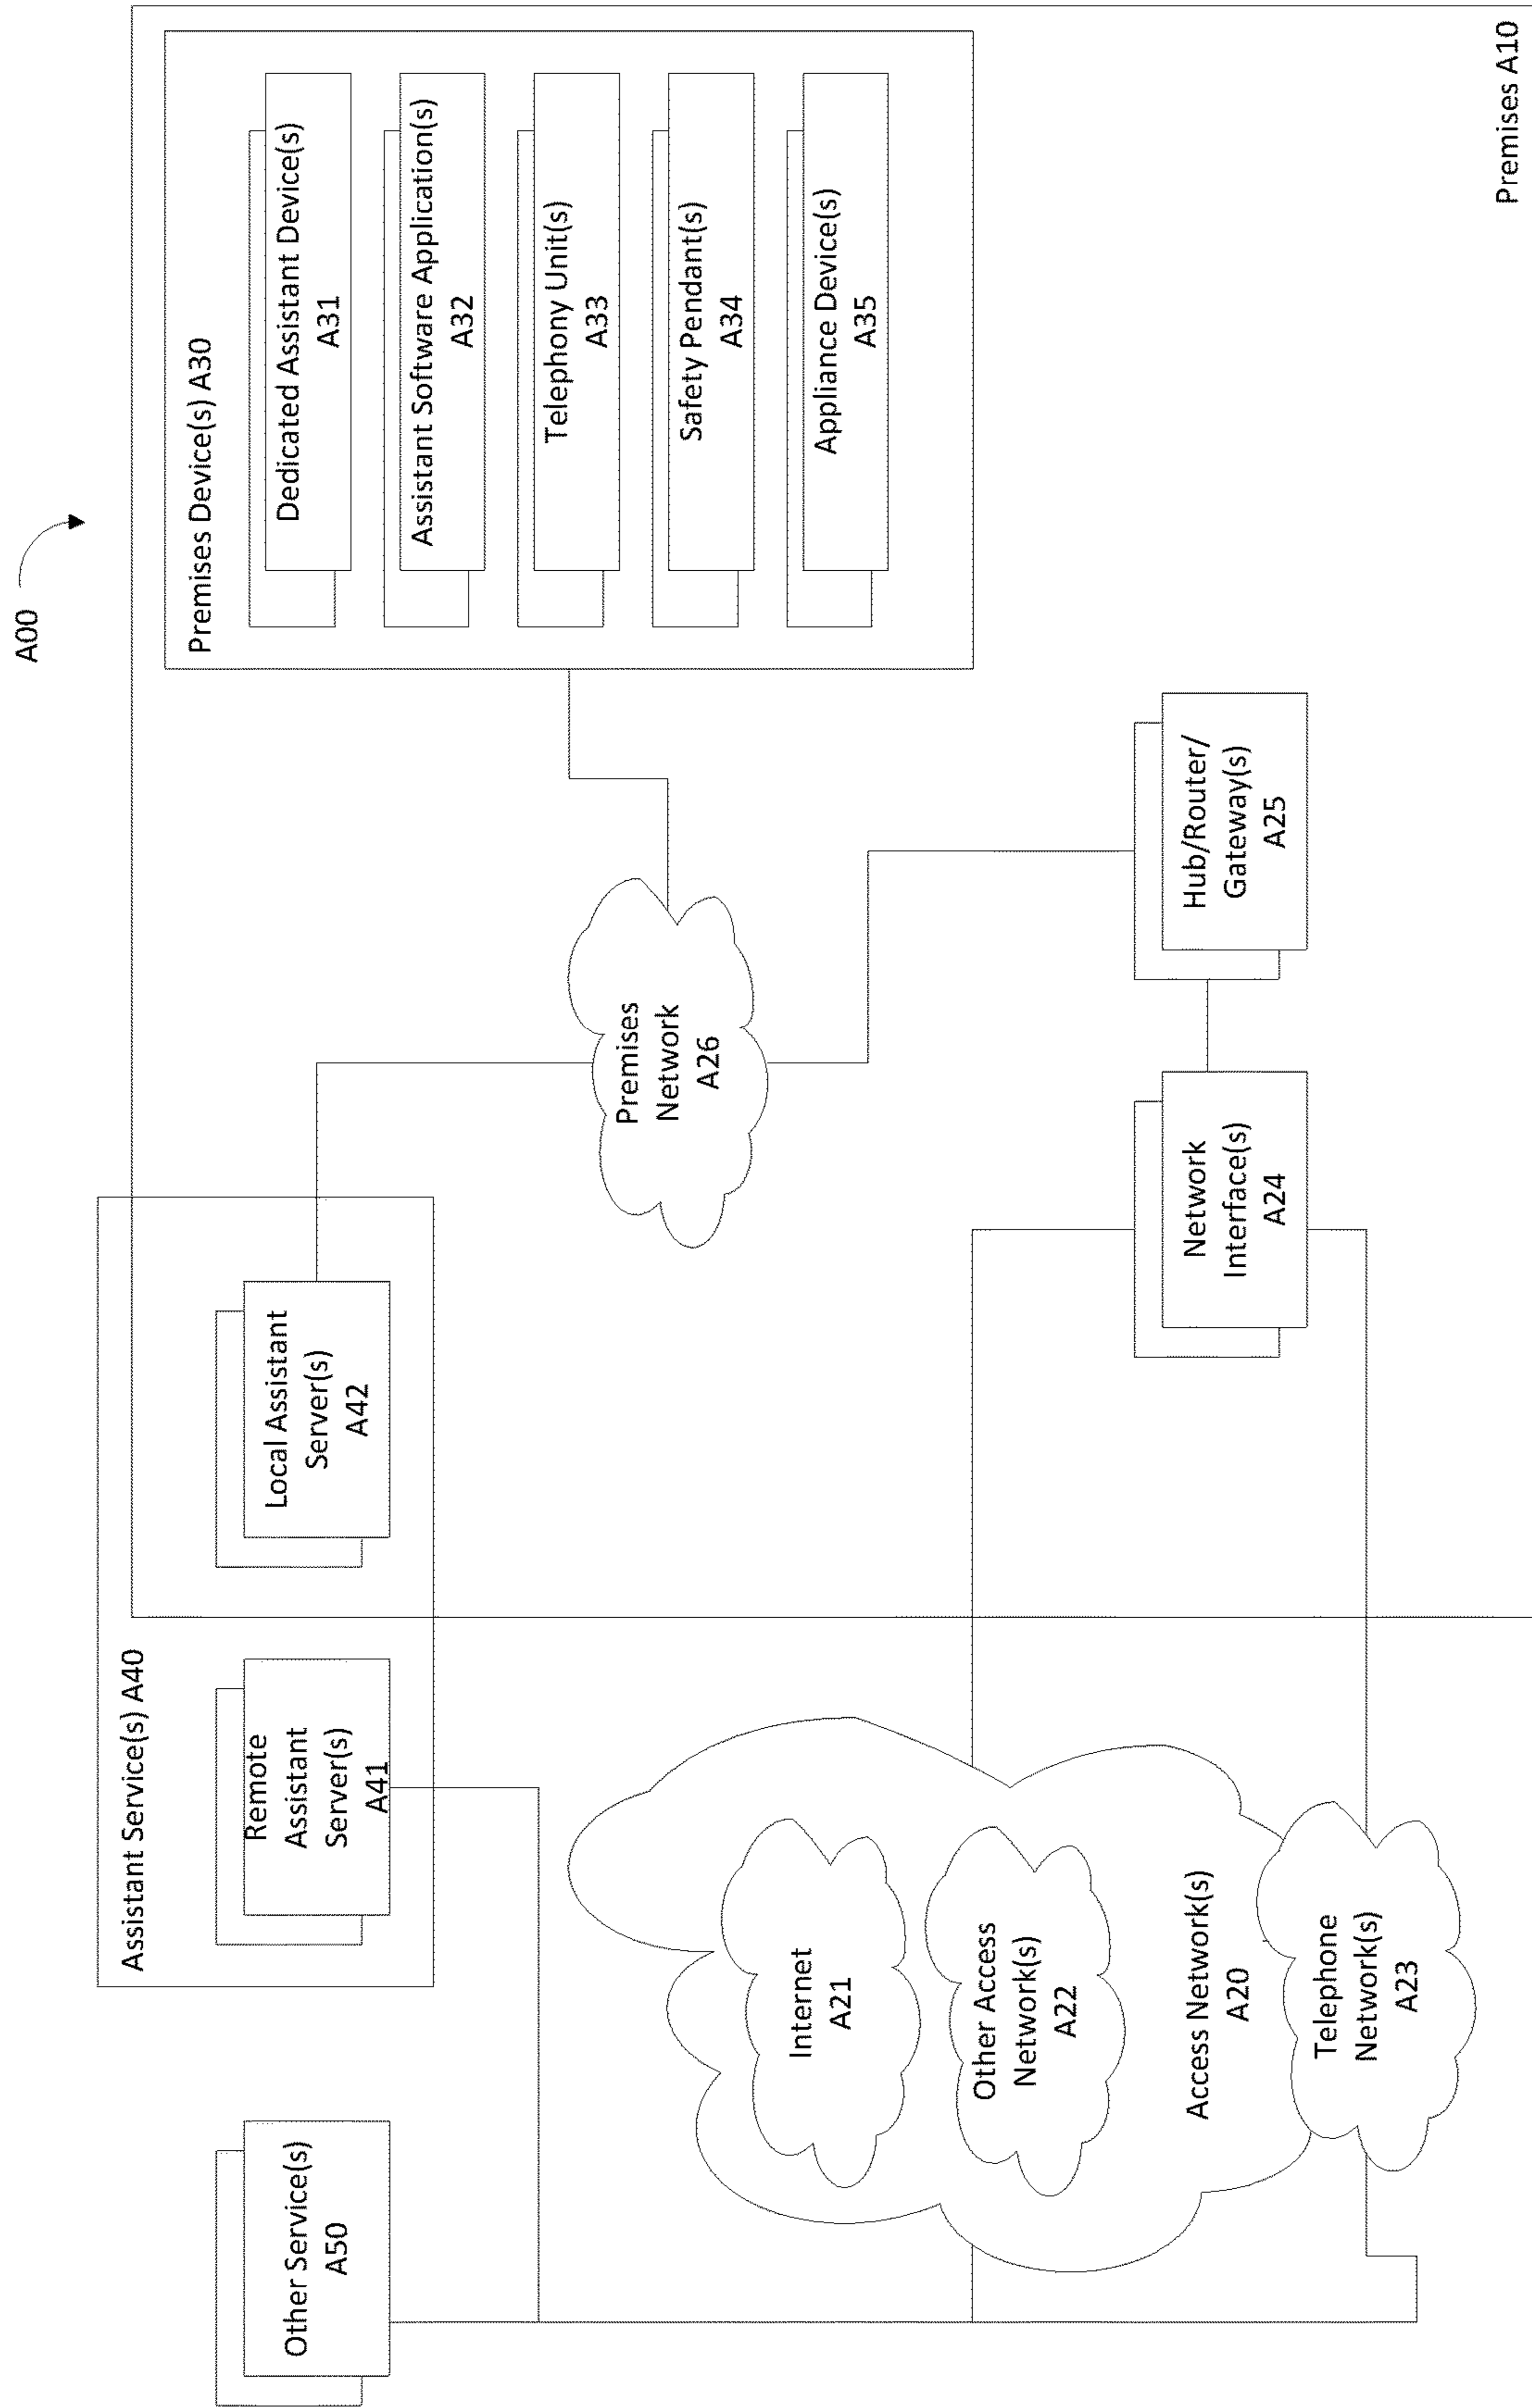 A00
Other Service(s)
A50
Assistant Service(s) A40
Remote
Assistant
Server(s)
A41
Local Assistant
Server(s)
A42
Premises Device(s) A30
Dedicated Assistant Device(s)
A31
Assistant Software Application(s)
A32
Telephony Unit(s)
A33
Safety Pendant(s)
A34
Appliance Device(s)
A35
Premises
Network
A26
Internet
A21
Other Access
Network(s)
A22
Access Network(s)
A20
Telephone
Network(s)
A23
Network
Interface(s)
A24
Hub/Router/
Gateway(s)
A25
Premises A10